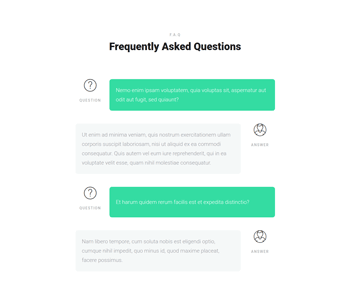 FAQ
Frequently Asked Questions
Nemo enim ipsam voluptatem, quia voluptas sit, aspernatur aut
odit aut fugit, sed quisunt?
QUESTION
Ut enim ad minima veniam, quis nostrum exercitationem ullam
corporis suscipit laboriosam, nisi ut aliquid ex ea commodi
consequatur. Quis autem vel eum iure reprehenderit, qui in ea
voluptate velit esse, quam nihil molestiae consequatur.
ANSWER
Et harum quidem rerum facilis est et expedita distinctio?
QUESTION
Nam libero tempore, cum soluta nobis est eligendi optio,
cumque nihil impedit, quo minus id, quod maxime placeat,
facere possimus.
ANSWER